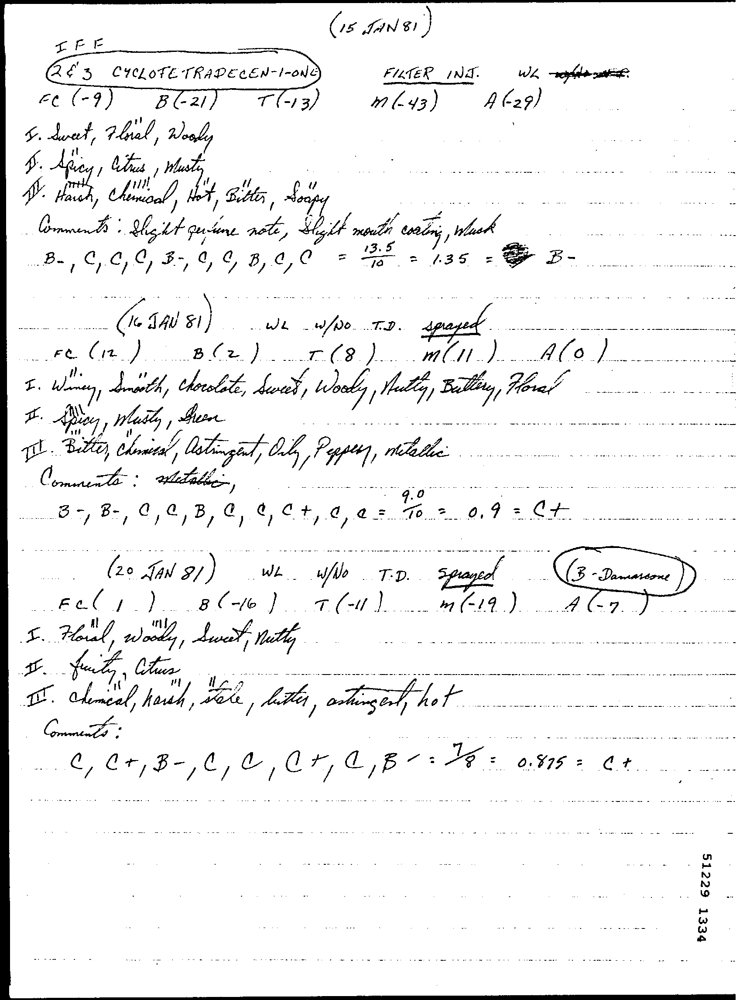 (15 JAN 81)
IFF
2 & 3 CYCLOTETRADECEN-1-ONE FILTER INJ. WL
FC (-9) B(-21) T(-13) M(-43) A(-29)
I. Sweet, Floral, Woody
II. Spicy, Citrus, Musty
III. Harsh, Chemical, Hot, Bitter, Soapy
Comments: Slight perfume note, Slight mouth coating, Musk
B-, C, C, C, B-, C, C, B, C, C = 13.5/10 = 1.35 = B-
(16 JAN 81) WL W/NO T.D. sprayed
FC (12) B(2) T(8) M(11) A(0)
I. Winey, Smooth, Chocolate, Sweet, Woody, Nutty, Buttery, Floral
II. Spicy, Musty, Green
III. Bitter, Chemical, Astringent, Oily, Peppery, Metallic
Comments: Metallic,
B-, B-, C, C, B, C, C, C+, C, C = 9.0/10 = 0.9 = C+
(20 JAN 81) WL W/NO T.D. Sprayed (B-Damascone)
FC (1) B(-16) T(-11) M(-19) A(-7)
I. Floral, woody, Sweet, nutty
II. fruity, Citrus
III. Chemical, harsh, stale, bitter, astringent, hot
Comments:
C, C+, B-, C, C, C+, C, B- = 7/8 = 0.875 = C+
51229 1334